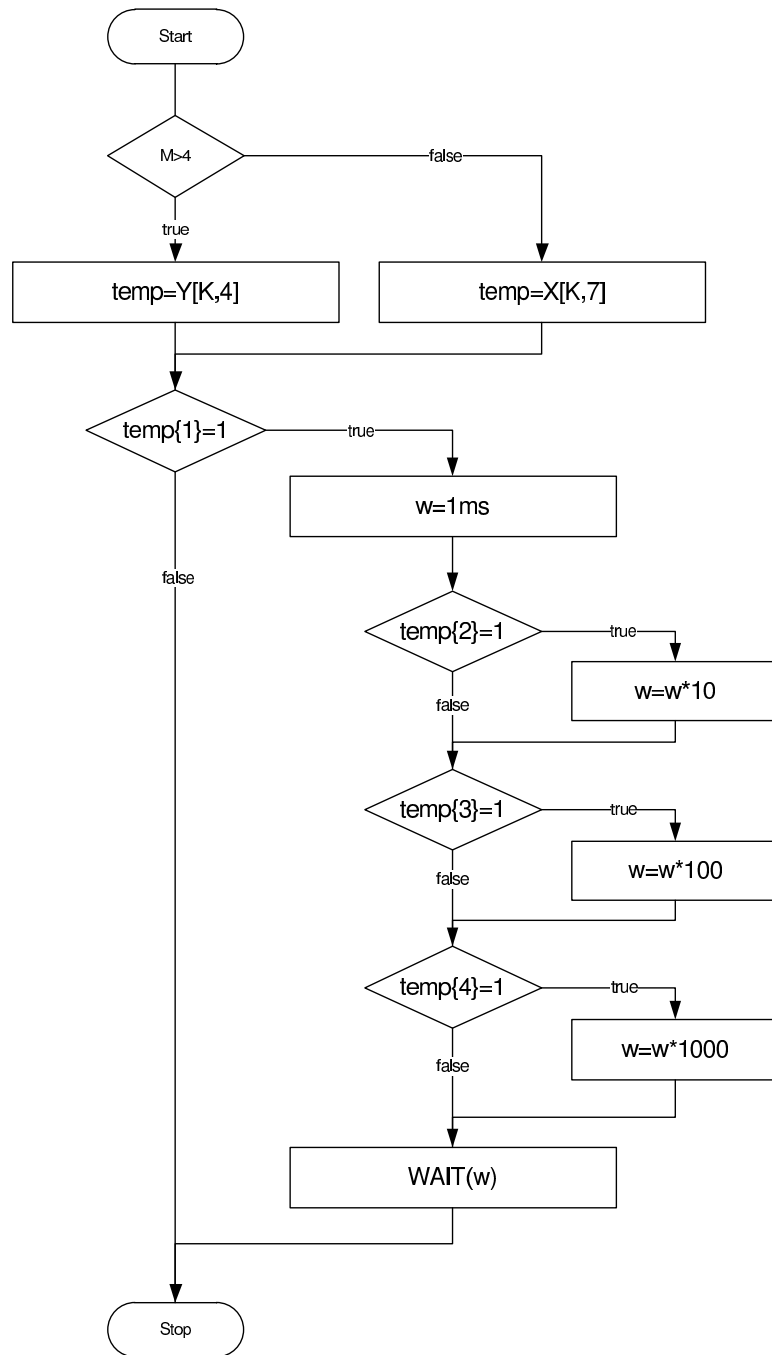 Start
M>4
false
true
temp=Y[K,4]
temp=X[K,7]
temp{1}=1
true
w=1ms
false
temp{2}=1
true
w=w*10
false
temp{3}=1
true
w=w*100
false
temp{4}=1
true
w=w*1000
false
WAIT(w)
Stop